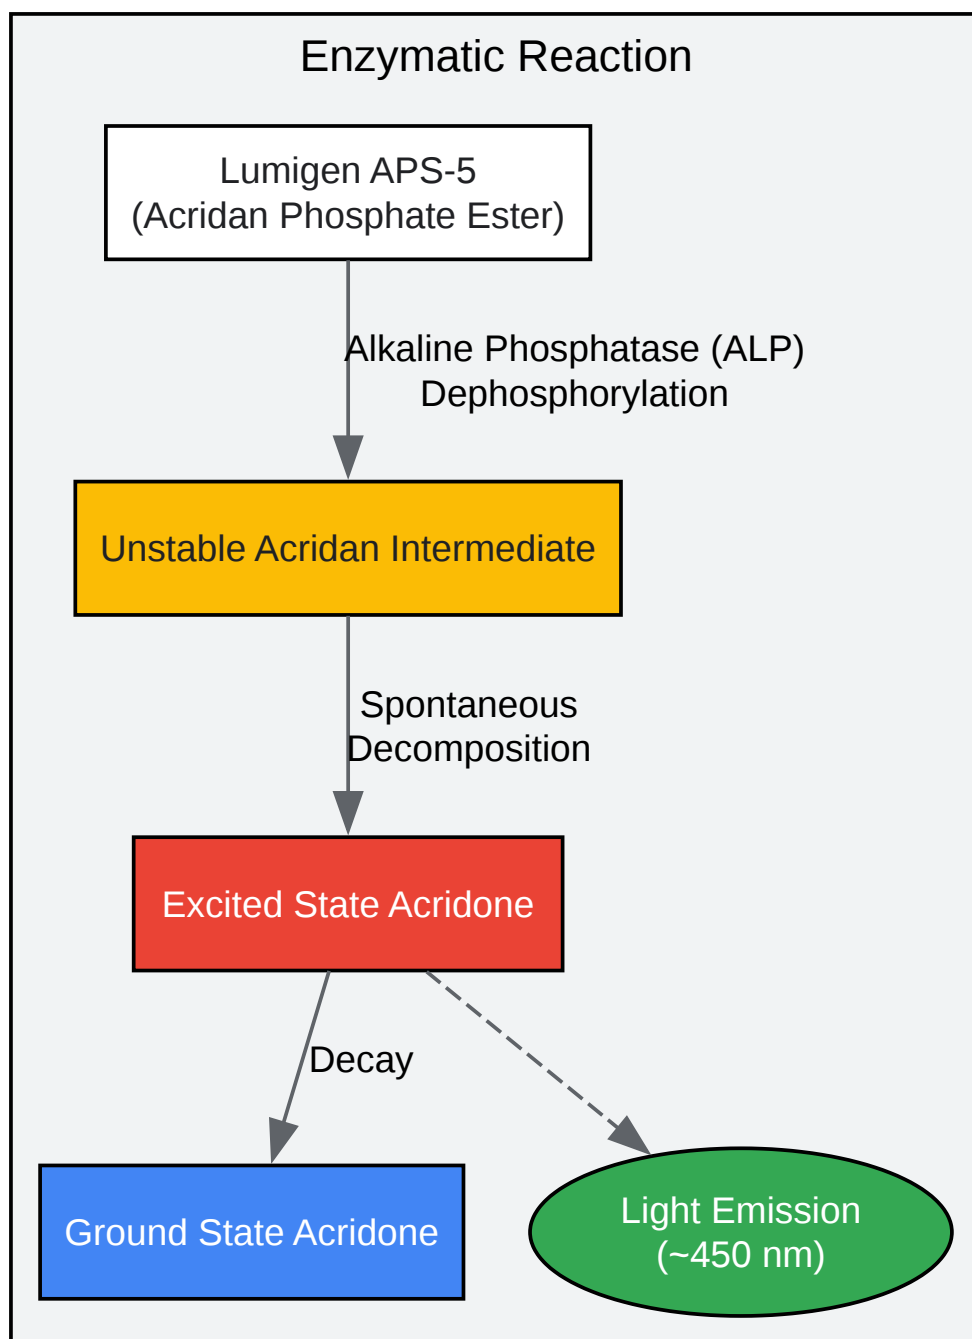 Enzymatic Reaction
Lumigen APS-5
(Acridan Phosphate Ester)
Alkaline Phosphatase (ALP)
Dephosphorylation
Unstable Acridan Intermediate
Spontaneous
Decomposition
Excited State Acridone
Decay
Ground State Acridone
Light Emission
(~450 nm)